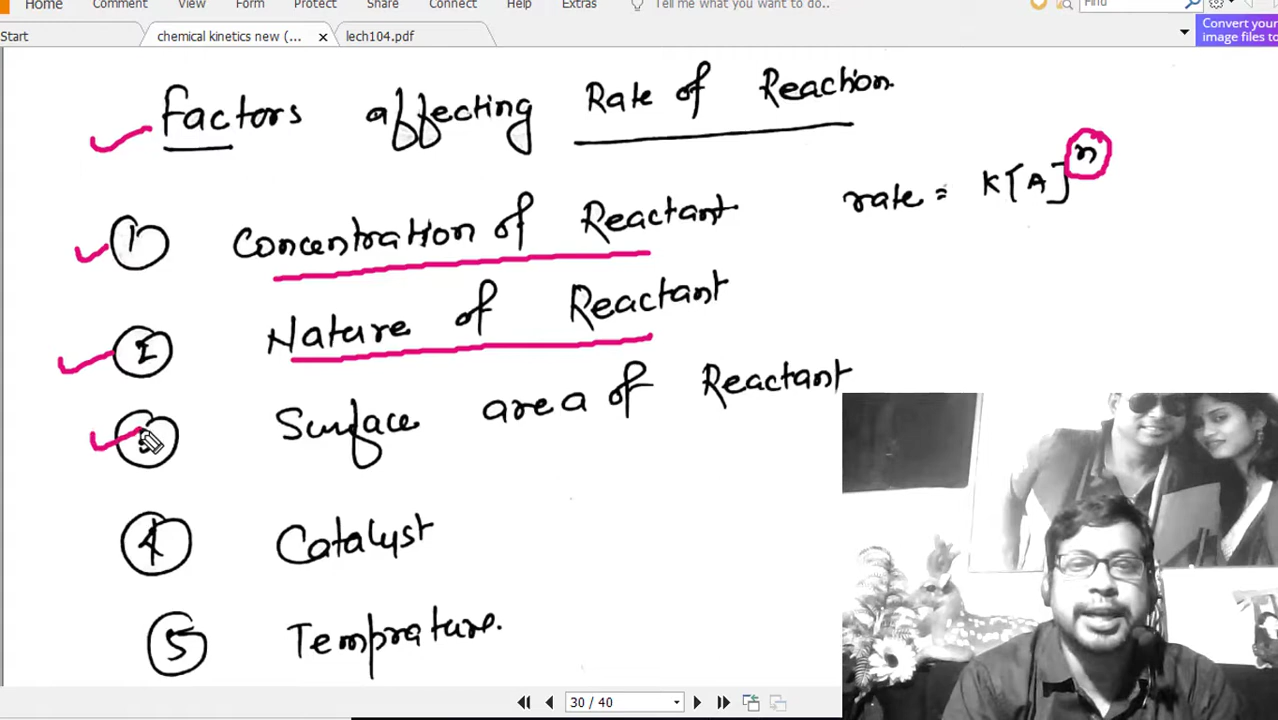 Home Comment View Form Protect Share Connect Help Extras Tell me what you want to do.. Find
Start chemical kinetics new (... × lech104.pdf
Convert your
image files to
Factors affecting Rate of Reaction
rate = K[A]^n
1 Concentration of Reactant
2 Nature of Reactant
Surface area of Reactant
4 Catalyst
5 Temprature.
30 / 40